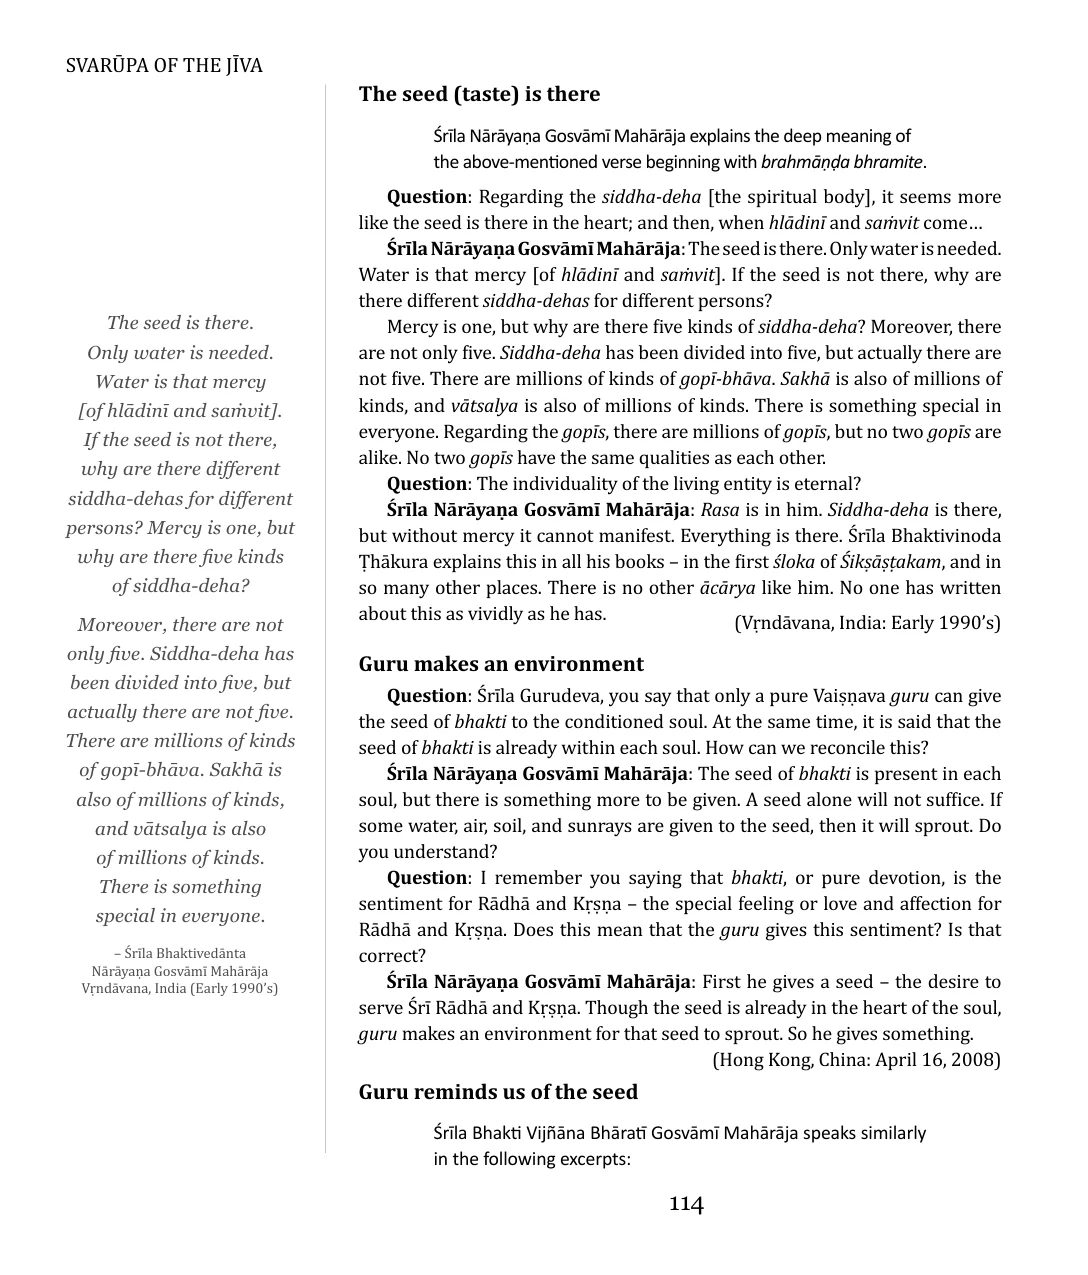 SVARŪPA OF THE JĪVA
The seed (taste) is there
Śrīla Nārāyaṇa Gosvāmī Mahārāja explains the deep meaning of
the above-mentioned verse beginning with brahmāṇḍa bhramite.
Question: Regarding the siddha-deha [the spiritual body], it seems more
like the seed is there in the heart; and then, when hlādinī and saṁvit come…
Śrīla Nārāyaṇa Gosvāmī Mahārāja: The seed is there. Only water is needed.
Water is that mercy [of hlādinī and saṁvit]. If the seed is not there, why are
there different siddha-dehas for different persons?
Mercy is one, but why are there five kinds of siddha-deha? Moreover, there
are not only five. Siddha-deha has been divided into five, but actually there are
not five. There are millions of kinds of gopī-bhāva. Sakhā is also of millions of
kinds, and vātsalya is also of millions of kinds. There is something special in
everyone. Regarding the gopīs, there are millions of gopīs, but no two gopīs are
alike. No two gopīs have the same qualities as each other.
Question: The individuality of the living entity is eternal?
Śrīla Nārāyaṇa Gosvāmī Mahārāja: Rasa is in him. Siddha-deha is there,
but without mercy it cannot manifest. Everything is there. Śrīla Bhaktivinoda
Ṭhākura explains this in all his books – in the first śloka of Śikṣāṣṭakam, and in
so many other places. There is no other ācārya like him. No one has written
about this as vividly as he has.
(Vṛndāvana, India: Early 1990’s)
Guru makes an environment
Question: Śrīla Gurudeva, you say that only a pure Vaiṣṇava guru can give
the seed of bhakti to the conditioned soul. At the same time, it is said that the
seed of bhakti is already within each soul. How can we reconcile this?
Śrīla Nārāyaṇa Gosvāmī Mahārāja: The seed of bhakti is present in each
soul, but there is something more to be given. A seed alone will not suffice. If
some water, air, soil, and sunrays are given to the seed, then it will sprout. Do
you understand?
Question: I remember you saying that bhakti, or pure devotion, is the
sentiment for Rādhā and Kṛṣṇa – the special feeling or love and affection for
Rādhā and Kṛṣṇa. Does this mean that the guru gives this sentiment? Is that
correct?
Śrīla Nārāyaṇa Gosvāmī Mahārāja: First he gives a seed – the desire to
serve Śrī Rādhā and Kṛṣṇa. Though the seed is already in the heart of the soul,
guru makes an environment for that seed to sprout. So he gives something.
(Hong Kong, China: April 16, 2008)
Guru reminds us of the seed
Śrīla Bhakti Vijñāna Bhāratī Gosvāmī Mahārāja speaks similarly
in the following excerpts:
The seed is there.
Only water is needed.
Water is that mercy
[of hlādinī and saṁvit].
If the seed is not there,
why are there different
siddha-dehas for different
persons? Mercy is one, but
why are there five kinds
of siddha-deha?
Moreover, there are not
only five. Siddha-deha has
been divided into five, but
actually there are not five.
There are millions of kinds
of gopī-bhāva. Sakhā is
also of millions of kinds,
and vātsalya is also
of millions of kinds.
There is something
special in everyone.
– Śrīla Bhaktivedānta
Nārāyaṇa Gosvāmī Mahārāja
Vṛndāvana, India (Early 1990’s)
114